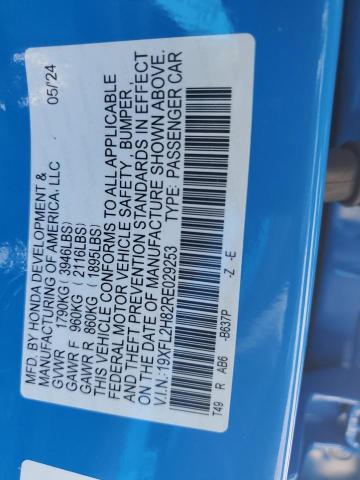 MFD. BY HONDA DEVELOPMENT &
MANUFACTURING OF AMERICA, LLC 05/24
GVWR 1790KG ( 3946LBS)
GAWR F 960KG ( 2116LBS)
GAWR R 860KG ( 1895LBS)
THIS VEHICLE CONFORMS TO ALL APPLICABLE
FEDERAL MOTOR VEHICLE SAFETY, BUMPER,
AND THEFT PREVENTION STANDARDS IN EFFECT
ON THE DATE OF MANUFACTURE SHOWN ABOVE.
V.I.N.:19XFL2H82RE029253 TYPE: PASSENGER CAR
-Z -E
T49 R AB6 -B637P